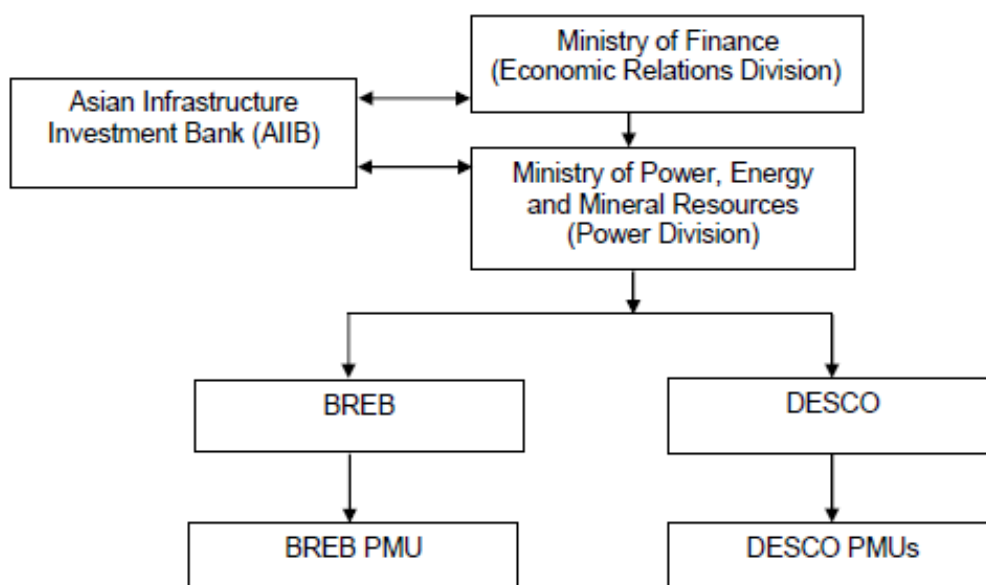 Ministry of Finance
(Economic Relations Division)
Asian Infrastructure
Investment Bank (AIIB)
Ministry of Power, Energy
and Mineral Resources
(Power Division)
BREB
DESCO
BREB PMU
DESCO PMUs